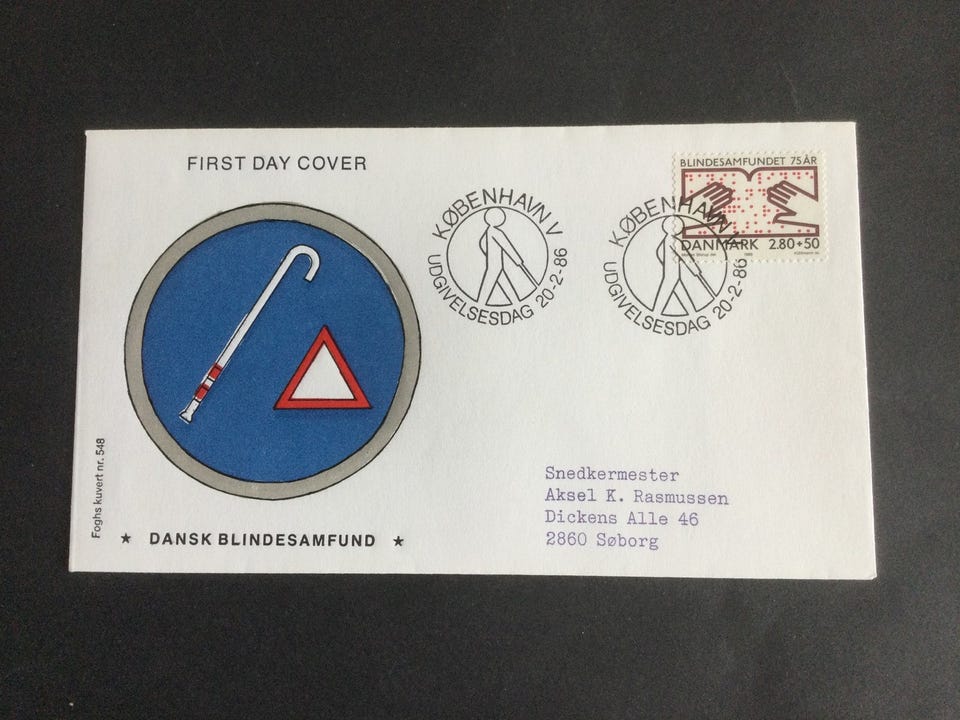 FIRST DAY COVER
KØBENHAVN V
UDGIVELSESDAG 20-2-86
KØBENHAVN V
UDGIVELSESDAG 20-2-86
BLINDESAMFUNDET 75 ÅR
DANMARK 2.80+50
1986
Foghs kuvert nr. 548
★ DANSK BLINDESAMFUND ★
Snedkermester
Aksel K. Rasmussen
Dickens Alle 46
2860 Søborg